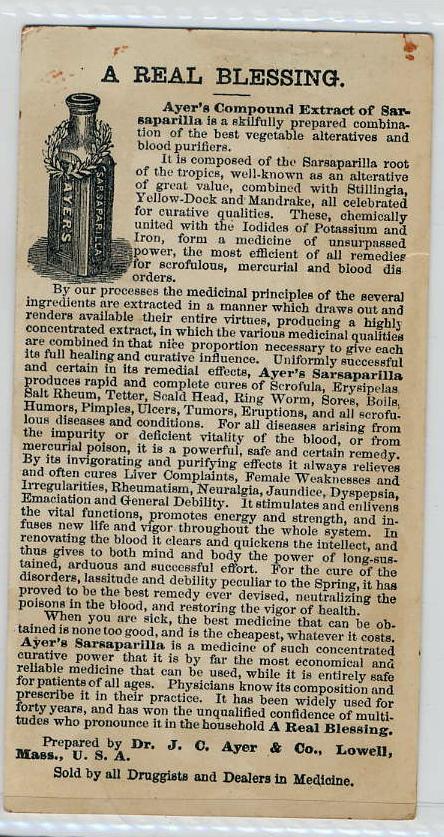 A REAL BLESSING.
AYER'S
SARSAPARILLA
Ayer's Compound Extract of Sar-
saparilla is a skilfully prepared combina-
tion of the best vegetable alteratives and
blood purifiers.
It is composed of the Sarsaparilla root
of the tropics, well-known as an alterative
of great value, combined with Stillingia,
Yellow-Dock and Mandrake, all celebrated
for curative qualities. These, chemically
united with the Iodides of Potassium and
Iron, form a medicine of unsurpassed
power, the most efficient of all remedies
for scrofulous, mercurial and blood dis
orders.
By our processes the medicinal principles of the several
ingredients are extracted in a manner which draws out and
renders available their entire virtues, producing a highly
concentrated extract, in which the various medicinal qualities
are combined in that nice proportion necessary to give each
its full healing and curative influence. Uniformly successful
and certain in its remedial effects, Ayer's Sarsaparilla
produces rapid and complete cures of Scrofula, Erysipelas
Salt Rheum, Tetter, Scald Head, Ring Worm, Sores, Boils,
Humors, Pimples, Ulcers, Tumors, Eruptions, and all scrofu-
lous diseases and conditions. For all diseases arising from
the impurity or deficient vitality of the blood, or from
mercurial poison, it is a powerful, safe and certain remedy.
By its invigorating and purifying effects it always relieves
and often cures Liver Complaints, Female Weaknesses and
Irregularities, Rheumatism, Neuralgia, Jaundice, Dyspepsia,
Emaciation and General Debility. It stimulates and enlivens
the vital functions, promotes energy and strength, and in-
fuses new life and vigor throughout the whole system. In
renovating the blood it clears and quickens the intellect, and
thus gives to both mind and body the power of long-sus-
tained, arduous and successful effort. For the cure of the
disorders, lassitude and debility peculiar to the Spring, it has
proved to be the best remedy ever devised, neutralizing the
poisons in the blood, and restoring the vigor of health.
When you are sick, the best medicine that can be ob-
tained is none too good, and is the cheapest, whatever it costs.
Ayer's Sarsaparilla is a medicine of such concentrated
curative power that it is by far the most economical and
reliable medicine that can be used, while it is entirely safe
for patients of all ages. Physicians know its composition and
prescribe it in their practice. It has been widely used for
forty years, and has won the unqualified confidence of multi-
tudes who pronounce it in the household A Real Blessing.
Prepared by Dr. J. C. Ayer & Co., Lowell,
Mass., U. S. A.
Sold by all Druggists and Dealers in Medicine.